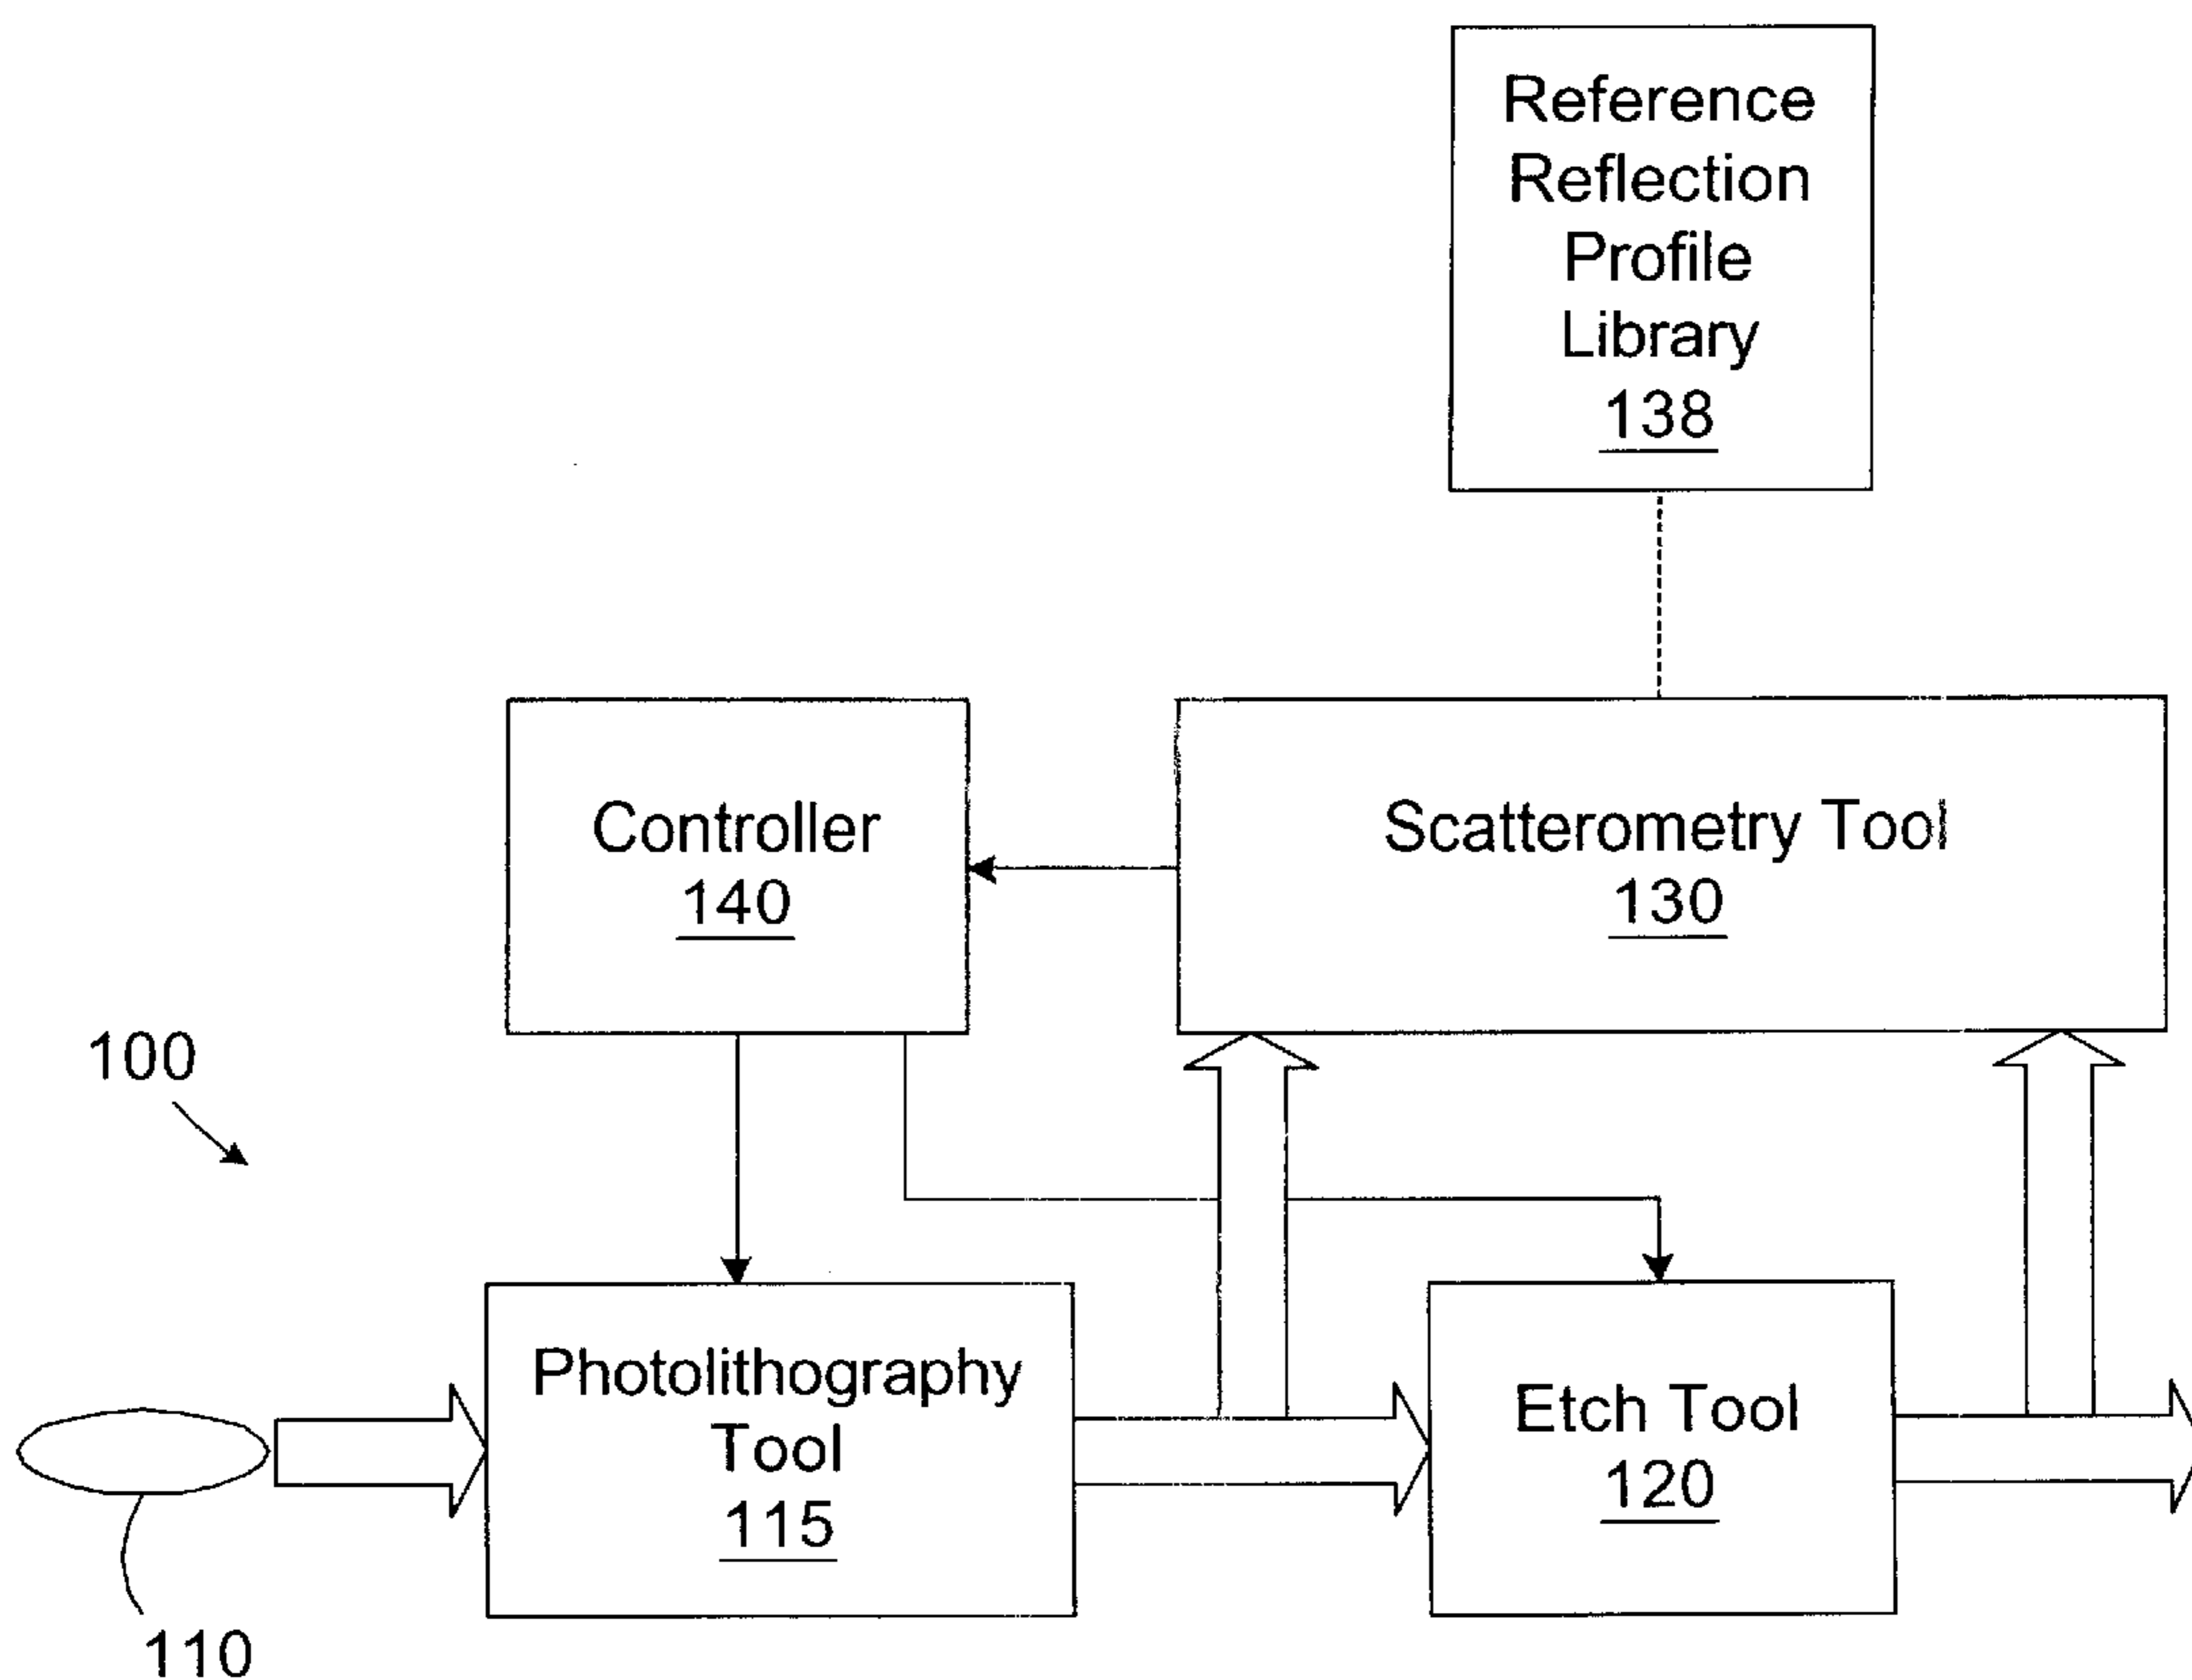 Reference
Reflection
Profile
Library
138
Controller
140
Scatterometry Tool
130
100
Photolithography
Tool
115
Etch Tool
120
110